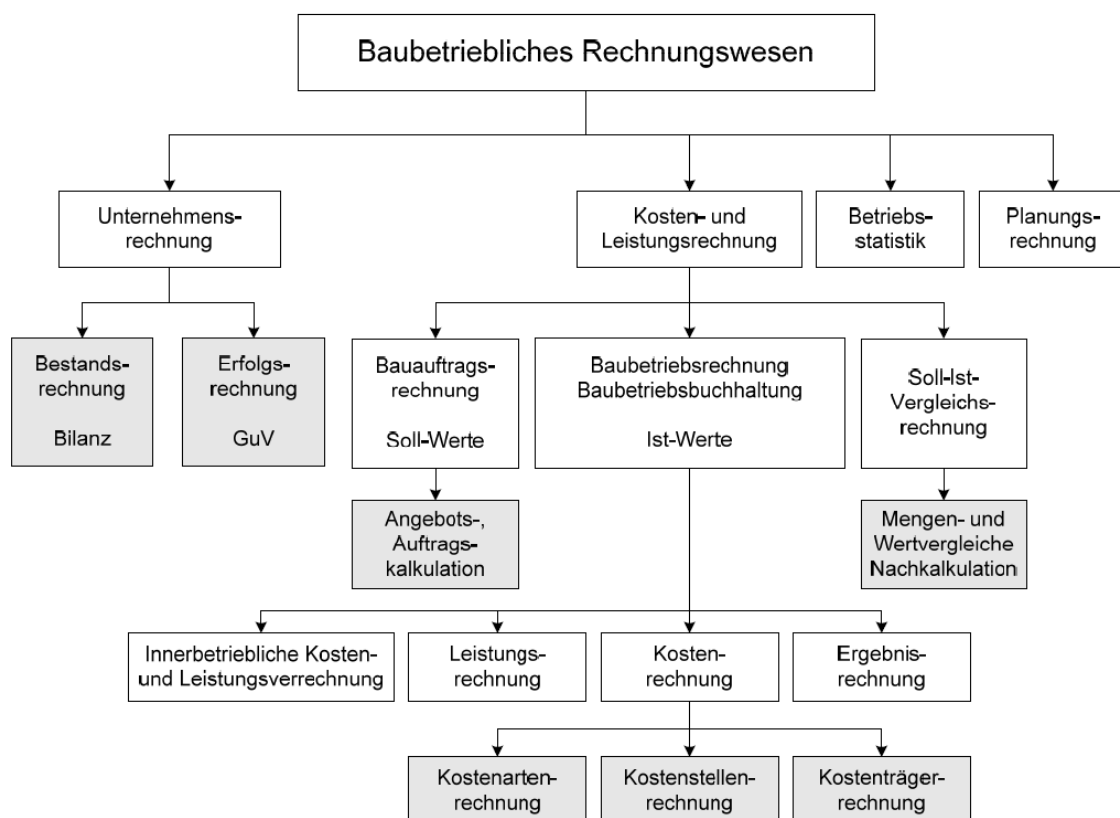 Baubetriebliches Rechnungswesen
Unternehmens-
rechnung
Kosten- und
Leistungsrechnung
Betriebs-
statistik
Planungs-
rechnung
Bestands-
rechnung
Bilanz
Erfolgs-
rechnung
GuV
Bauauftrags-
rechnung
Soll-Werte
Baubetriebsrechnung
Baubetriebsbuchhaltung
Ist-Werte
Soll-Ist-
Vergleichs-
rechnung
Angebots-,
Auftrags-
kalkulation
Mengen- und
Wertvergleiche
Nachkalkulation
Innerbetriebliche Kosten-
und Leistungsverrechnung
Leistungs-
rechnung
Kosten-
rechnung
Ergebnis-
rechnung
Kostenarten-
rechnung
Kostenstellen-
rechnung
Kostenträger-
rechnung